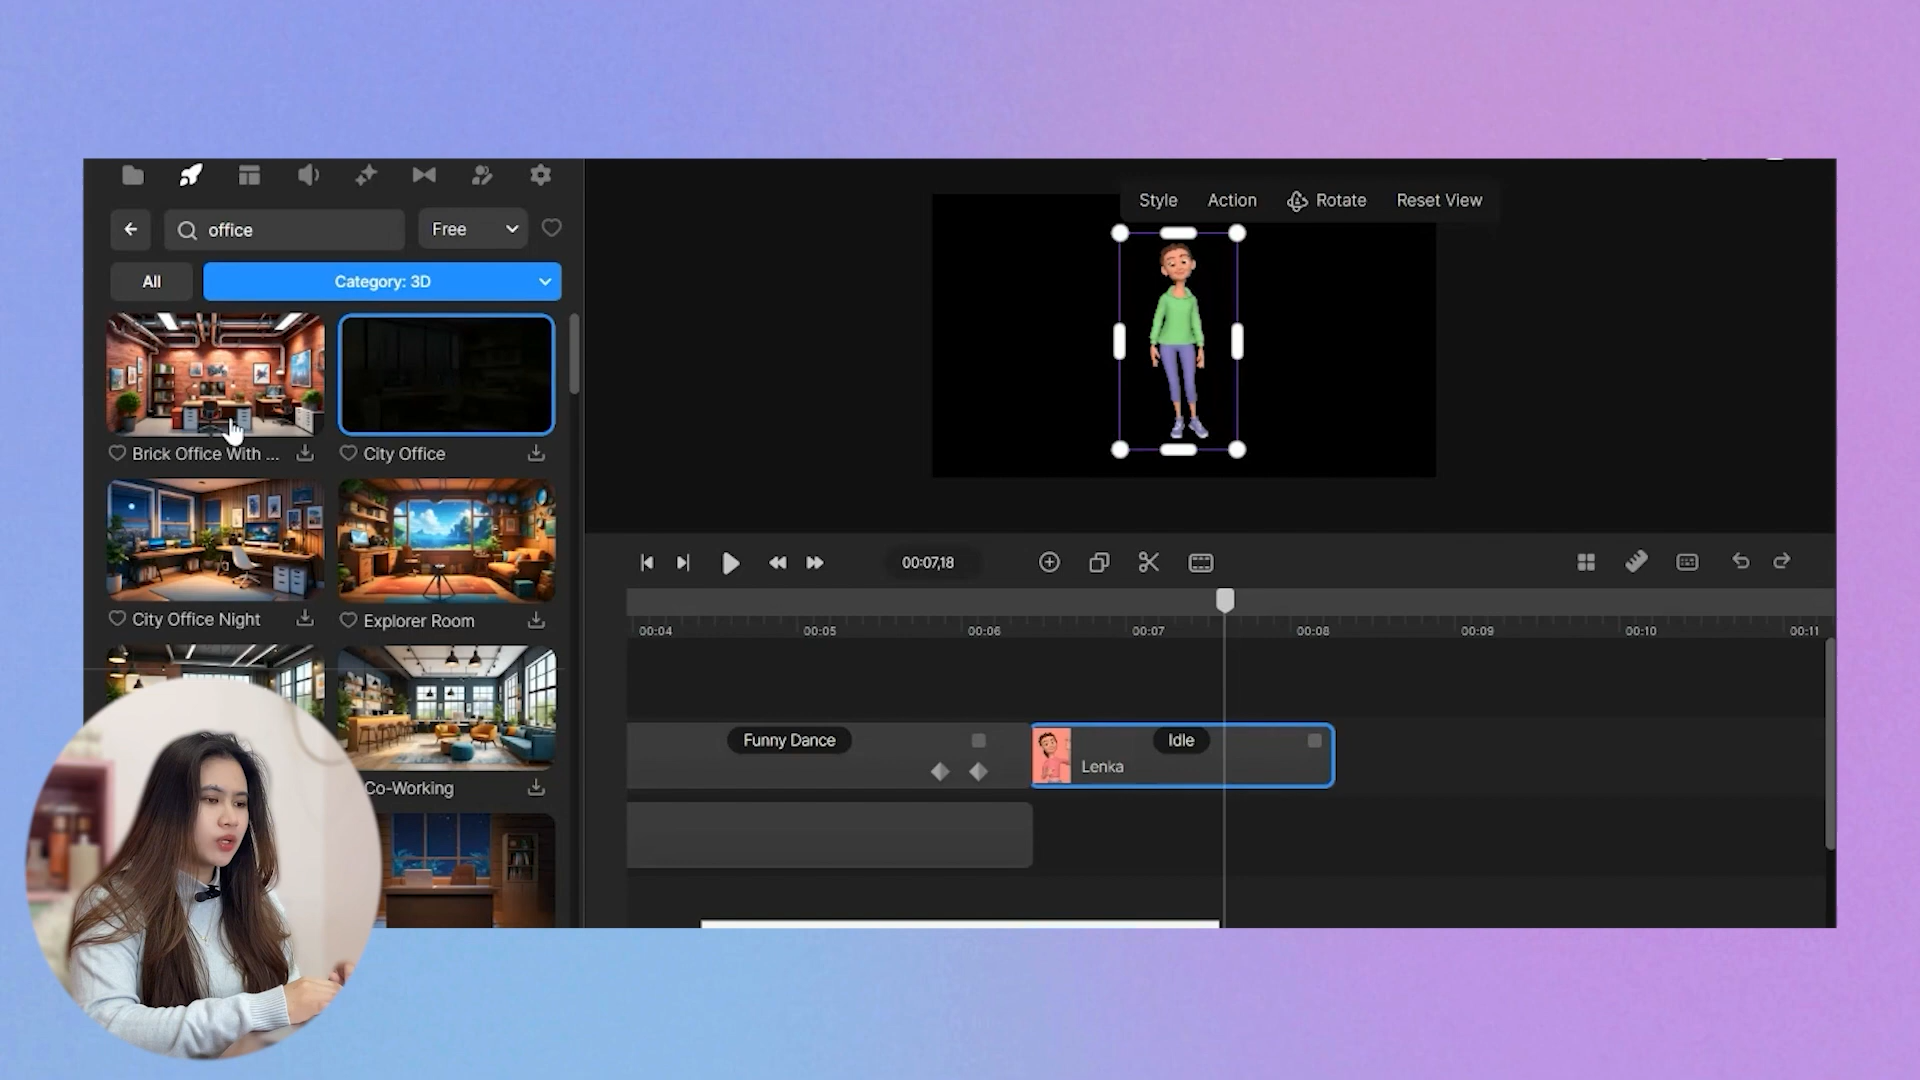 Style Action Rotate Reset View
office Free
All Category: 3D
Brick Office With ... City Office
City Office Night Explorer Room
Co-Working
00:07,18
00:04 00:05 00:06 00:07 00:08 00:09 00:10 00:11
Funny Dance Idle
Lenka